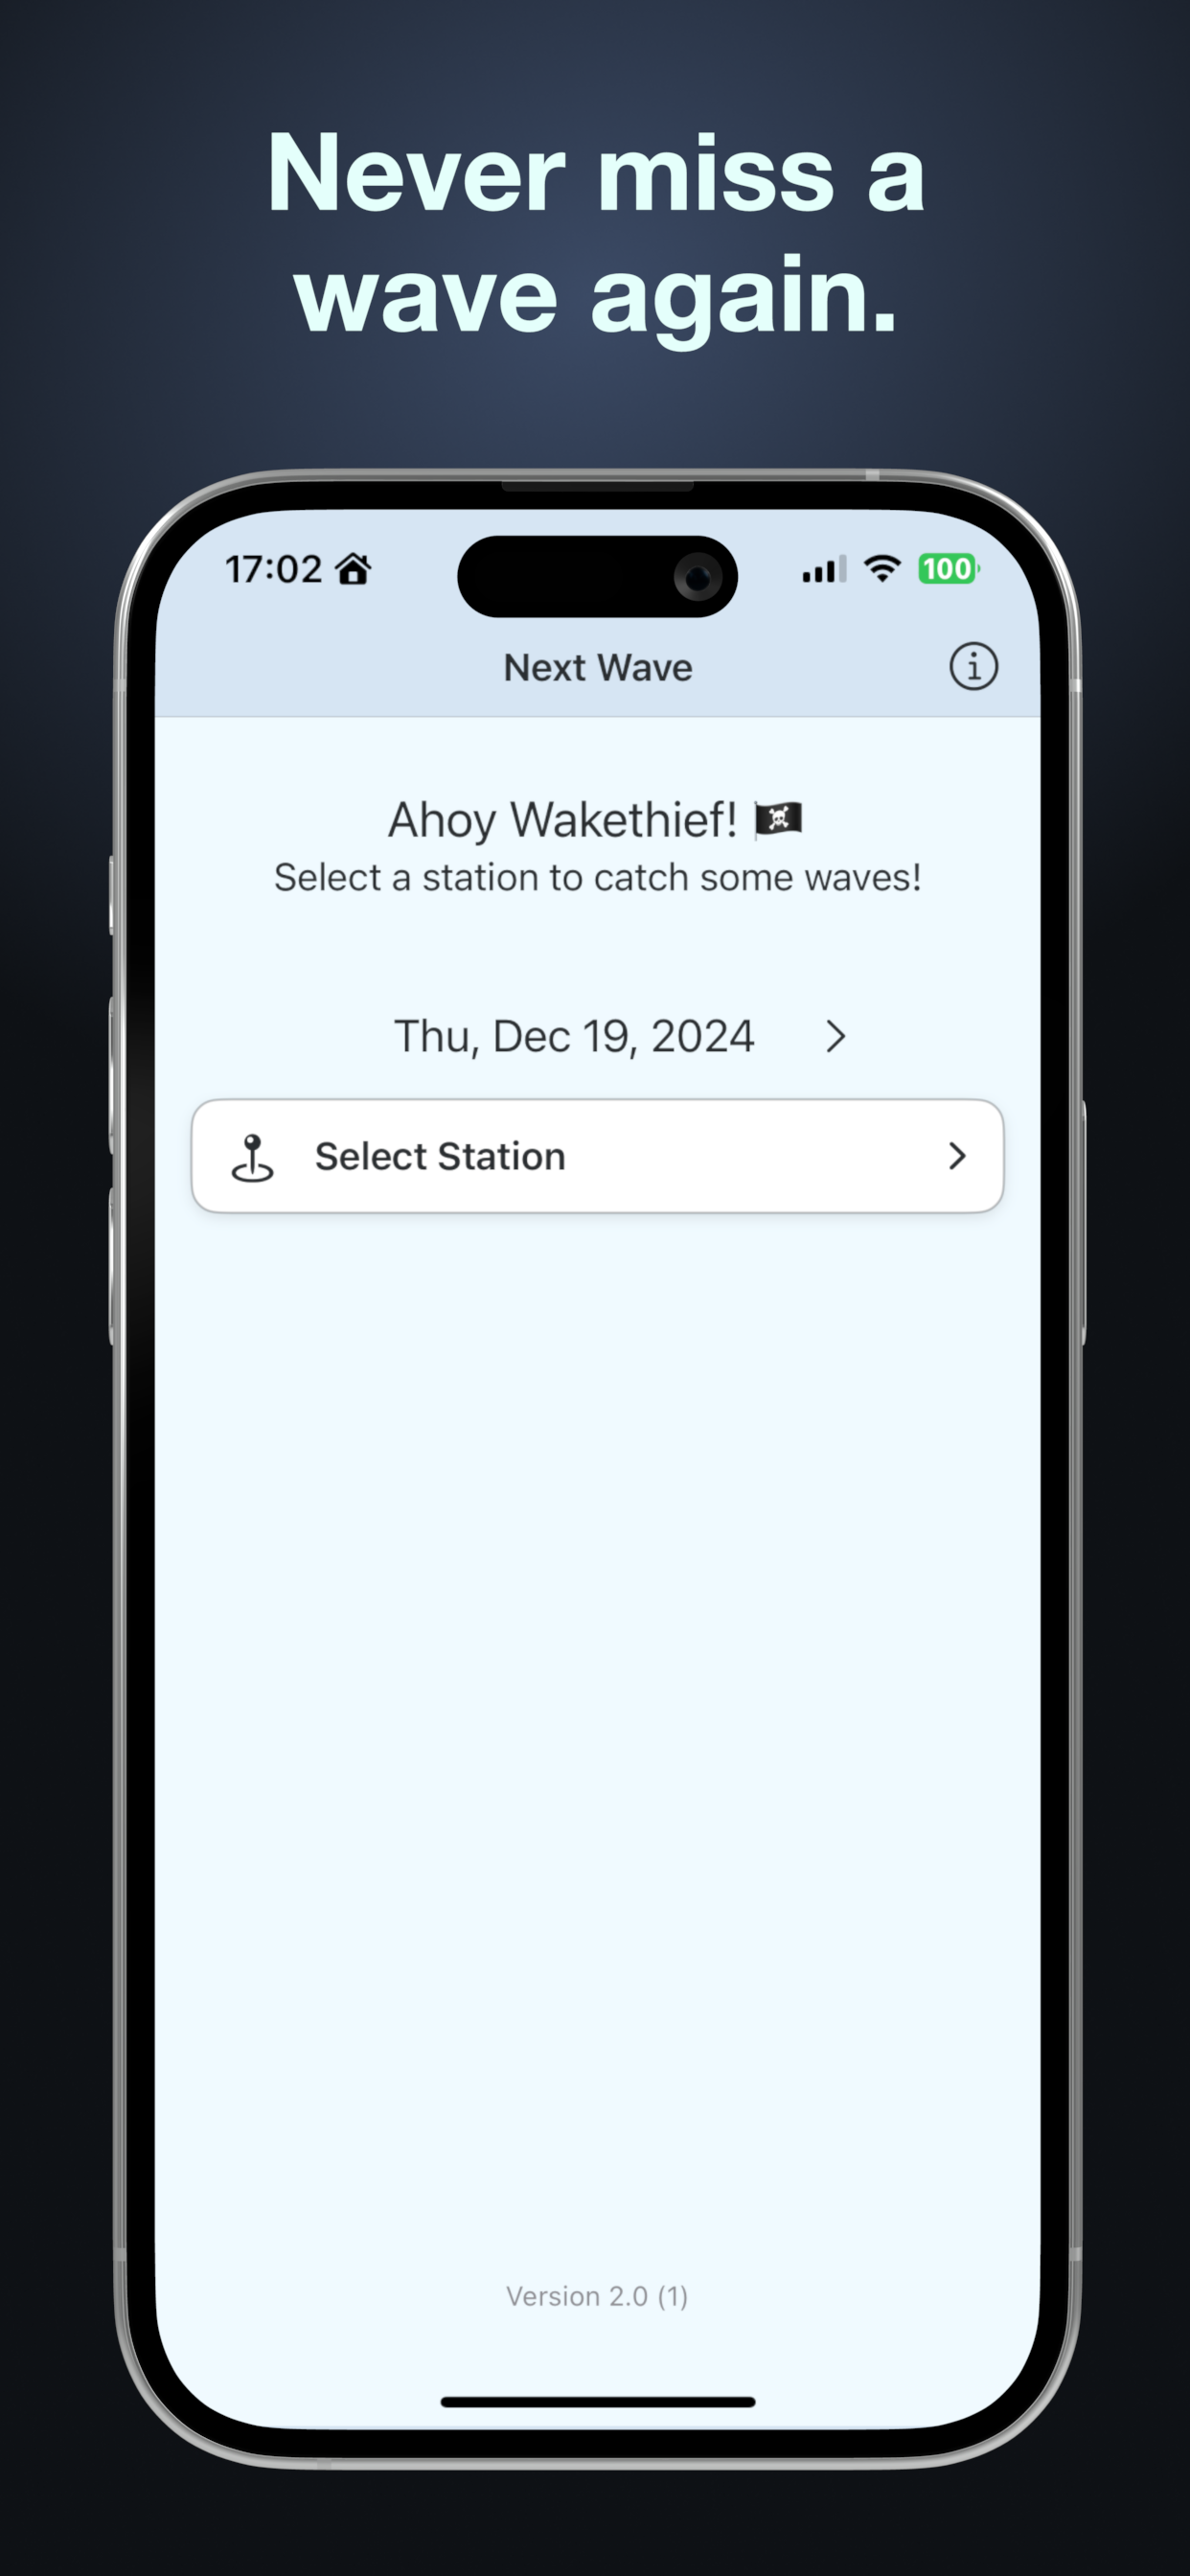 Never miss a
wave again.
17:02
100
Next Wave
Ahoy Wakethief! 🏴‍☠️
Select a station to catch some waves!
Thu, Dec 19, 2024
Select Station
Version 2.0 (1)